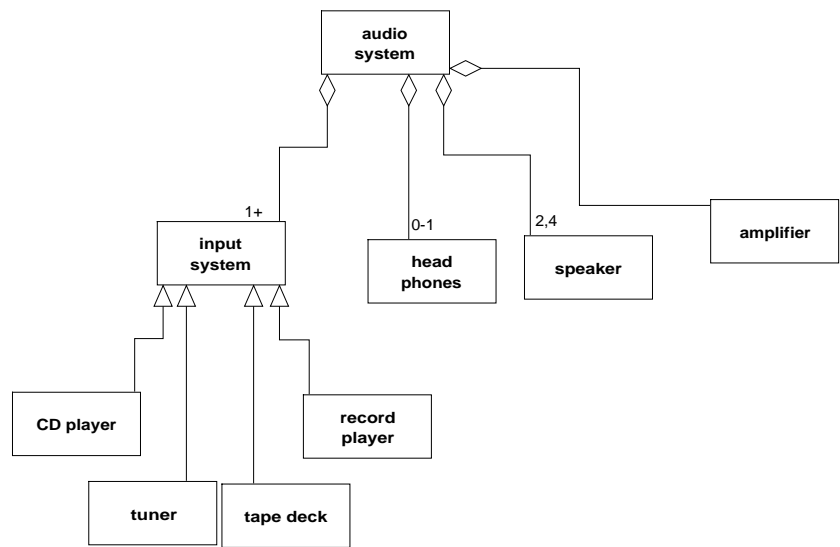 audio
system
1+
0-1
2,4
input
system
head
phones
speaker
amplifier
CD player
record
player
tuner
tape deck